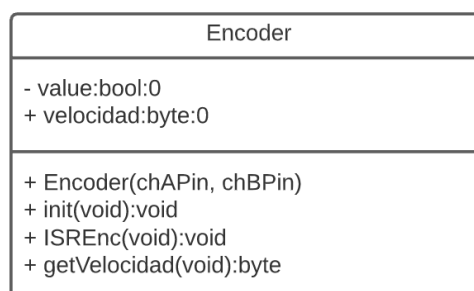 Encoder
- value:bool:0
+ velocidad:byte:0
+ Encoder(chAPin, chBPin)
+ init(void):void
+ ISREnc(void):void
+ getVelocidad(void):byte